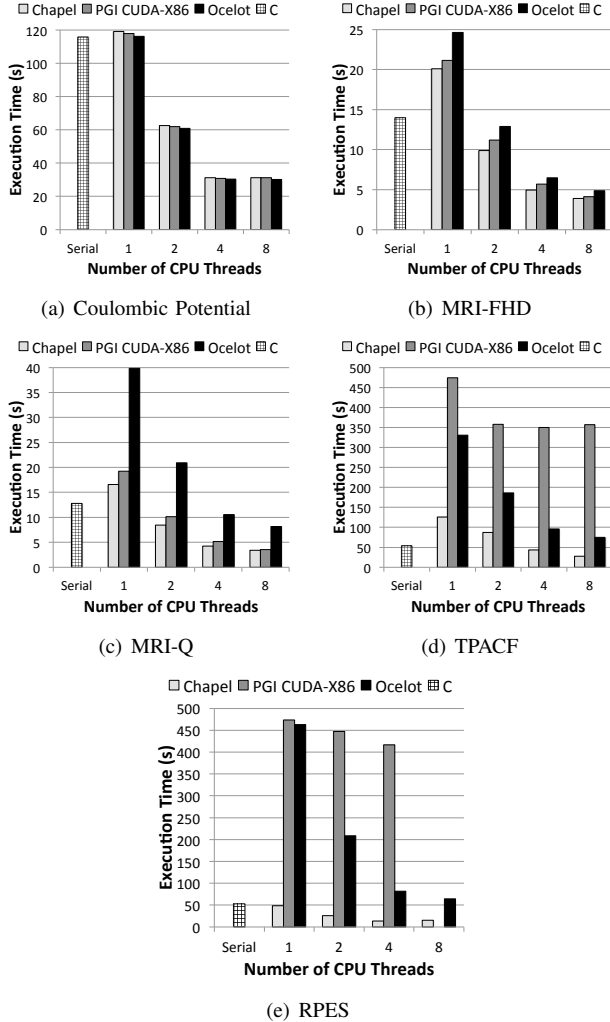 Chapel PGI CUDA-X86 Ocelot C
120
100
80
60
40
20
0
Execution Time (s)
Serial 1 2 4 8
Number of CPU Threads
(a) Coulombic Potential
Chapel PGI CUDA-X86 Ocelot C
25
20
15
10
5
0
Execution Time (s)
Serial 1 2 4 8
Number of CPU Threads
(b) MRI-FHD
Chapel PGI CUDA-X86 Ocelot C
40
35
30
25
20
15
10
5
0
Execution Time (s)
Serial 1 2 4 8
Number of CPU Threads
(c) MRI-Q
Chapel PGI CUDA-X86 Ocelot C
500
450
400
350
300
250
200
150
100
50
0
Execution Time (s)
Serial 1 2 4 8
Number of CPU Threads
(d) TPACF
Chapel PGI CUDA-X86 Ocelot C
500
450
400
350
300
250
200
150
100
50
0
Execution Time (s)
Serial 1 2 4 8
Number of CPU Threads
(e) RPES